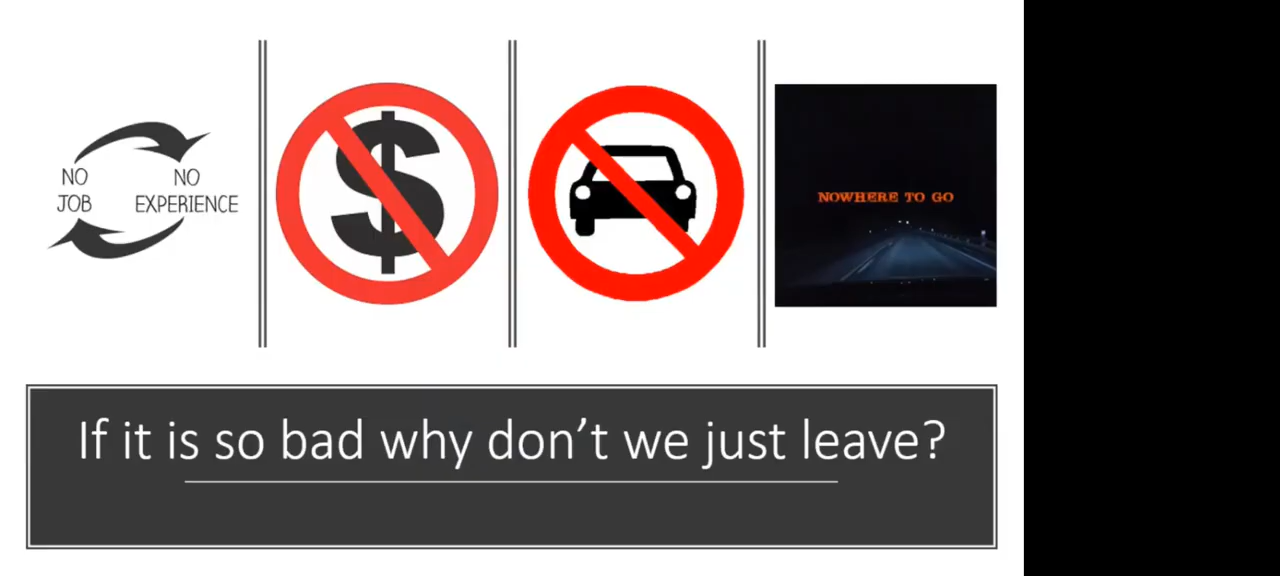 NO
JOB
NO
EXPERIENCE
$
NOWHERE TO GO
If it is so bad why don't we just leave?